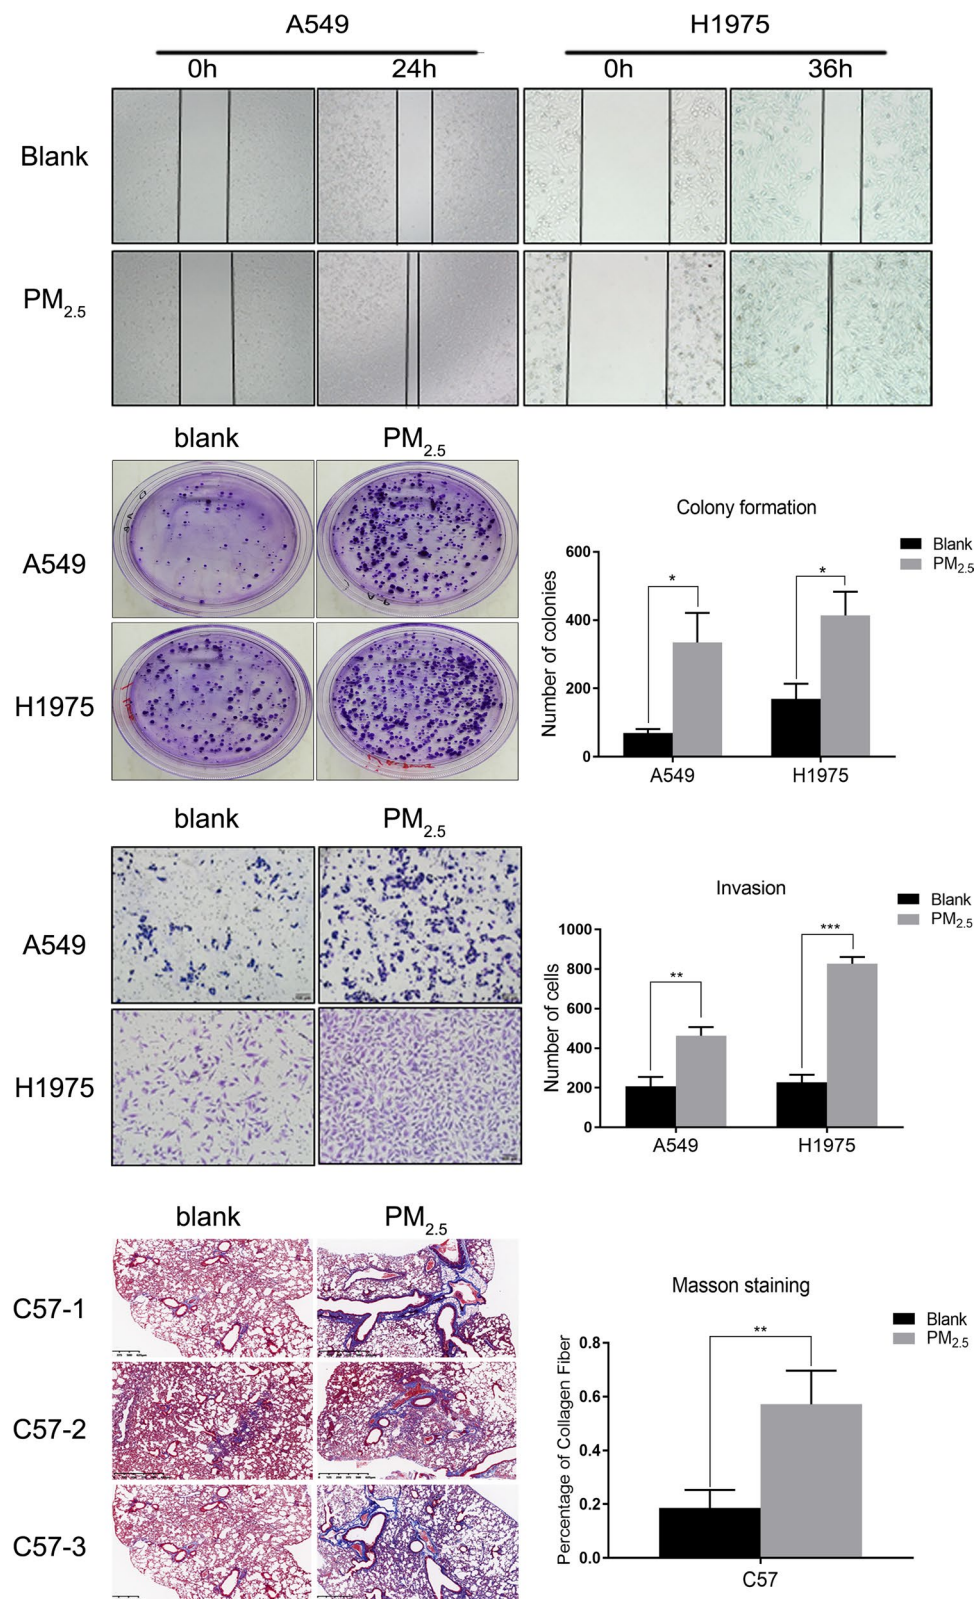 A549 H1975
0h 24h 0h 36h
Blank
PM2.5
blank PM2.5
A549
H1975
Colony formation
Blank
PM2.5
Number of colonies
600
400
200
0
* *
A549 H1975
blank PM2.5
A549
H1975
Invasion
Blank
PM2.5
Number of cells
1000
800
600
400
200
0
** ***
A549 H1975
blank PM2.5
C57-1
C57-2
C57-3
Masson staining
Blank
PM2.5
Percentage of Collagen Fiber
0.8
0.6
0.4
0.2
0.0
**
C57